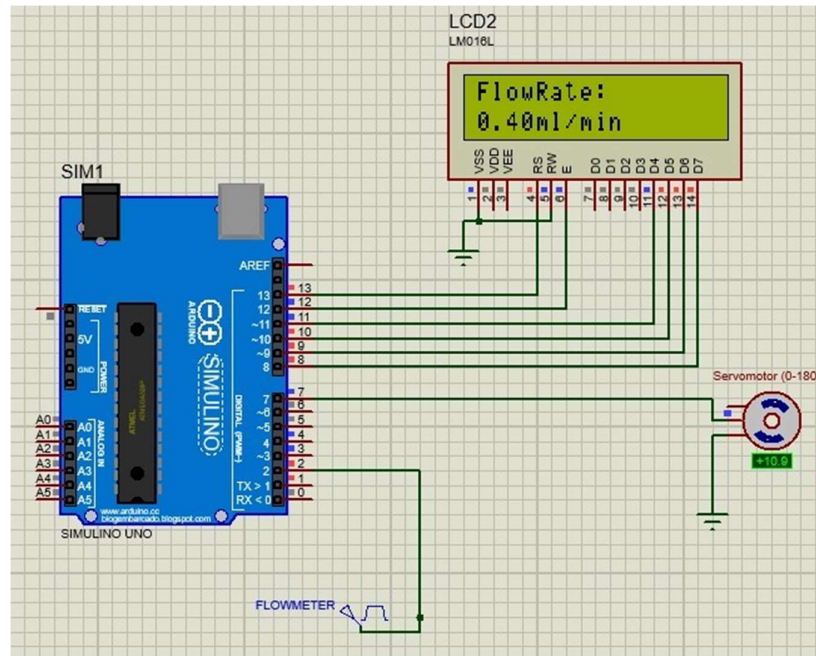 LCD2
LM016L
FlowRate:
0.40ml/min
VSS VDD VEE RS RW E D0 D1 D2 D3 D4 D5 D6 D7
1 2 3 4 5 6 7 8 9 10 11 12 13 14
SIM1
AREF
13 13
12 12
~11 11
~10 10
~9 9
8 8
RESET
5V
GND
POWER
ARDUINO
SIMULINO
ATMEL
DIGITAL (PWM~)
7 7
~6 6
~5 5
4 4
~3 3
2 2
TX > 1 1
RX < 0 0
A0 A0
A1 A1
A2 A2
A3 A3
A4 A4
A5 A5
ANALOG IN
www.arduino.cc
blogembarcado.blogspot.com
SIMULINO UNO
Servomotor (0-180
+10.9
FLOWMETER